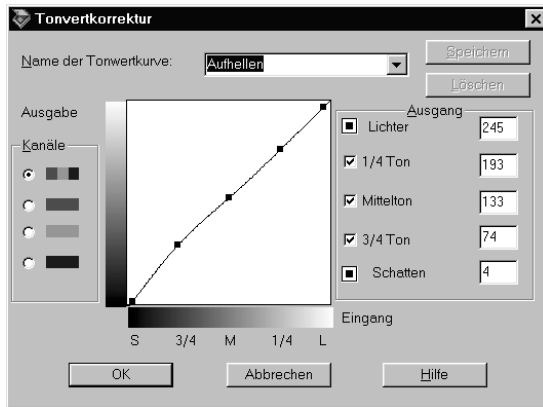 Tonvertkorrektur
Name der Tonwertkurve:
Aufhellen
Speichern
Löschen
Ausgabe
Kanäle
Ausgang
Lichter 245
1/4 Ton 193
Mittelton 133
3/4 Ton 74
Schatten 4
Eingang
S 3/4 M 1/4 L
OK
Abbrechen
Hilfe